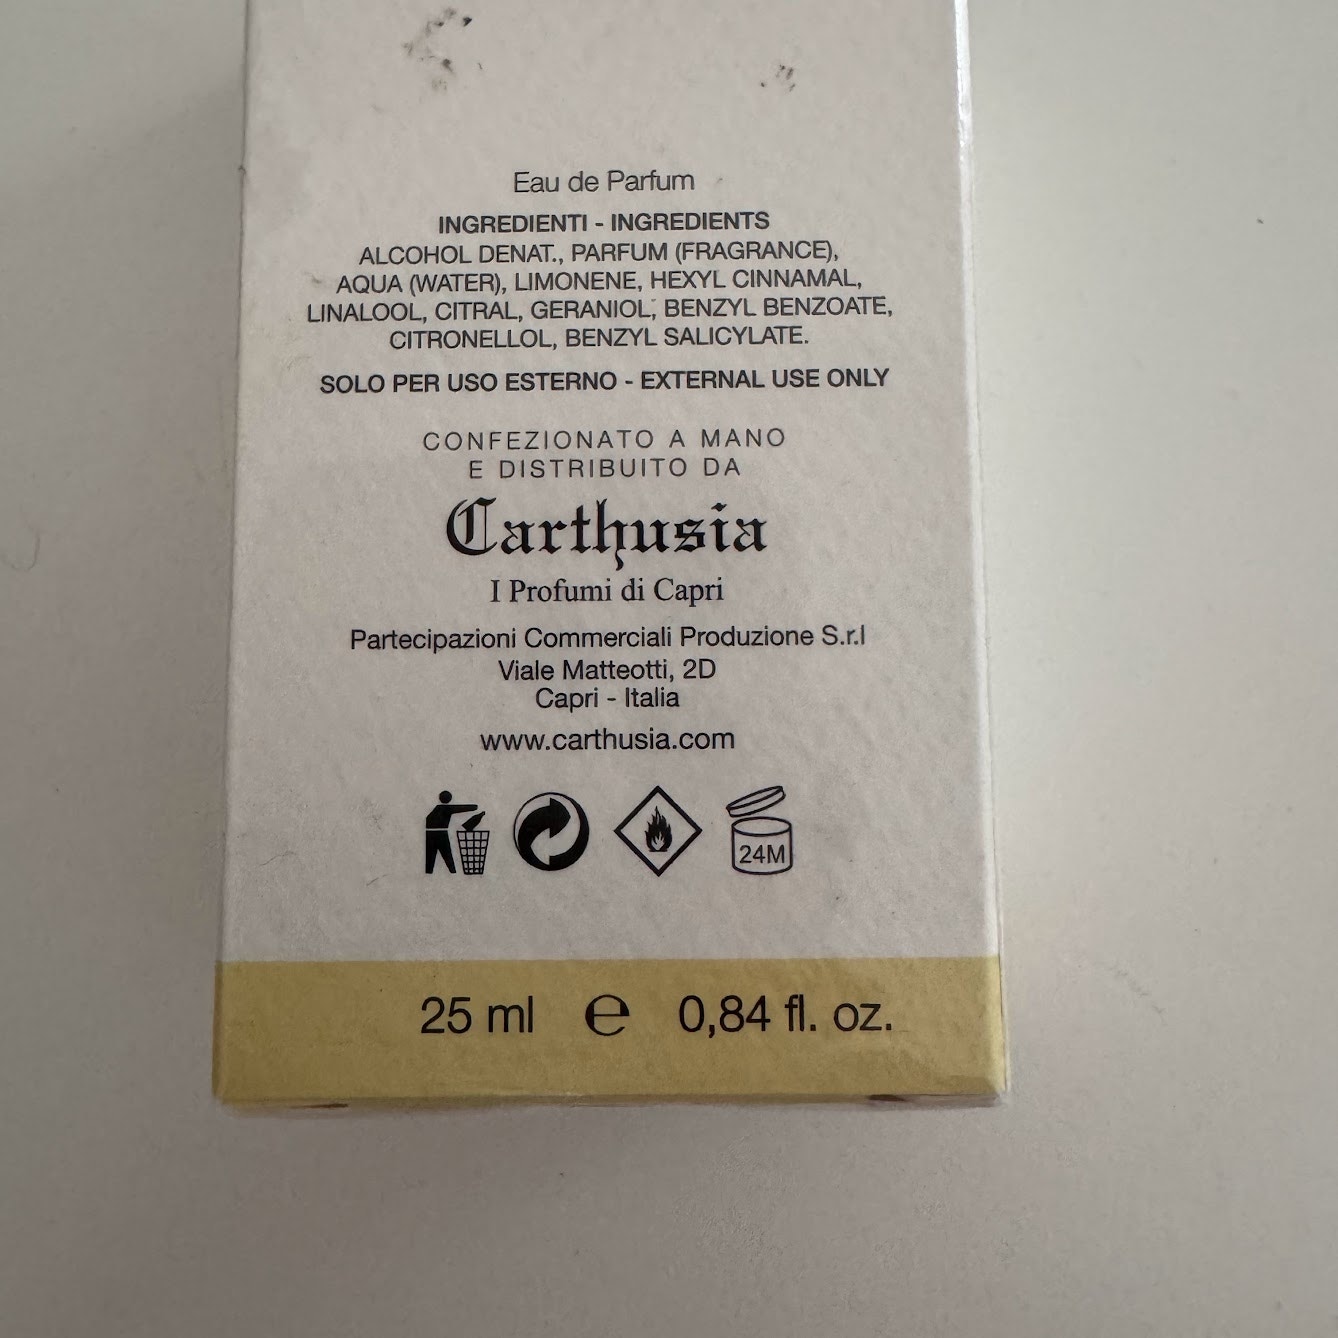 Eau de Parfum
INGREDIENTI - INGREDIENTS
ALCOHOL DENAT., PARFUM (FRAGRANCE),
AQUA (WATER), LIMONENE, HEXYL CINNAMAL,
LINALOOL, CITRAL, GERANIOL, BENZYL BENZOATE,
CITRONELLOL, BENZYL SALICYLATE.
SOLO PER USO ESTERNO - EXTERNAL USE ONLY
CONFEZIONATO A MANO
E DISTRIBUITO DA
Carthusia
I Profumi di Capri
Partecipazioni Commerciali Produzione S.r.l
Viale Matteotti, 2D
Capri - Italia
www.carthusia.com
24M
25 ml ℮ 0,84 fl. oz.